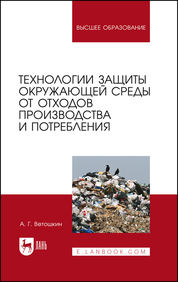 ВЫСШЕЕ ОБРАЗОВАНИЕ
ТЕХНОЛОГИИ ЗАЩИТЫ
ОКРУЖАЮЩЕЙ СРЕДЫ
ОТ ОТХОДОВ
ПРОИЗВОДСТВА
И ПОТРЕБЛЕНИЯ
А. Г. Ветошкин
ЛАНЬ
E.LANBOOK.COM